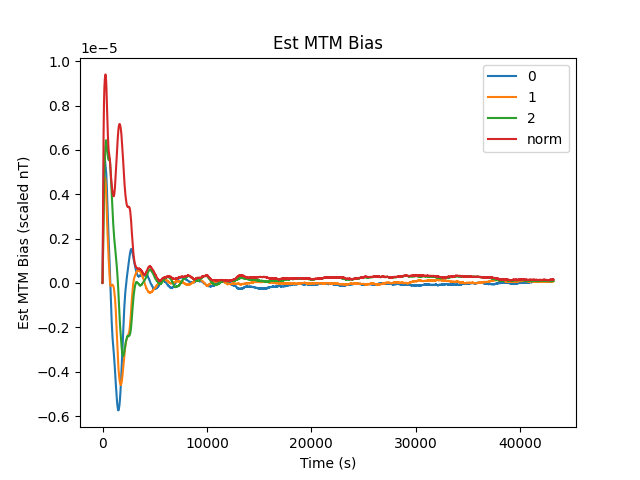 Est MTM Bias
1e−5
1.0
0.8
0.6
0.4
0.2
0.0
−0.2
−0.4
−0.6
Est MTM Bias (scaled nT)
0
1
2
norm
0 10000 20000 30000 40000
Time (s)